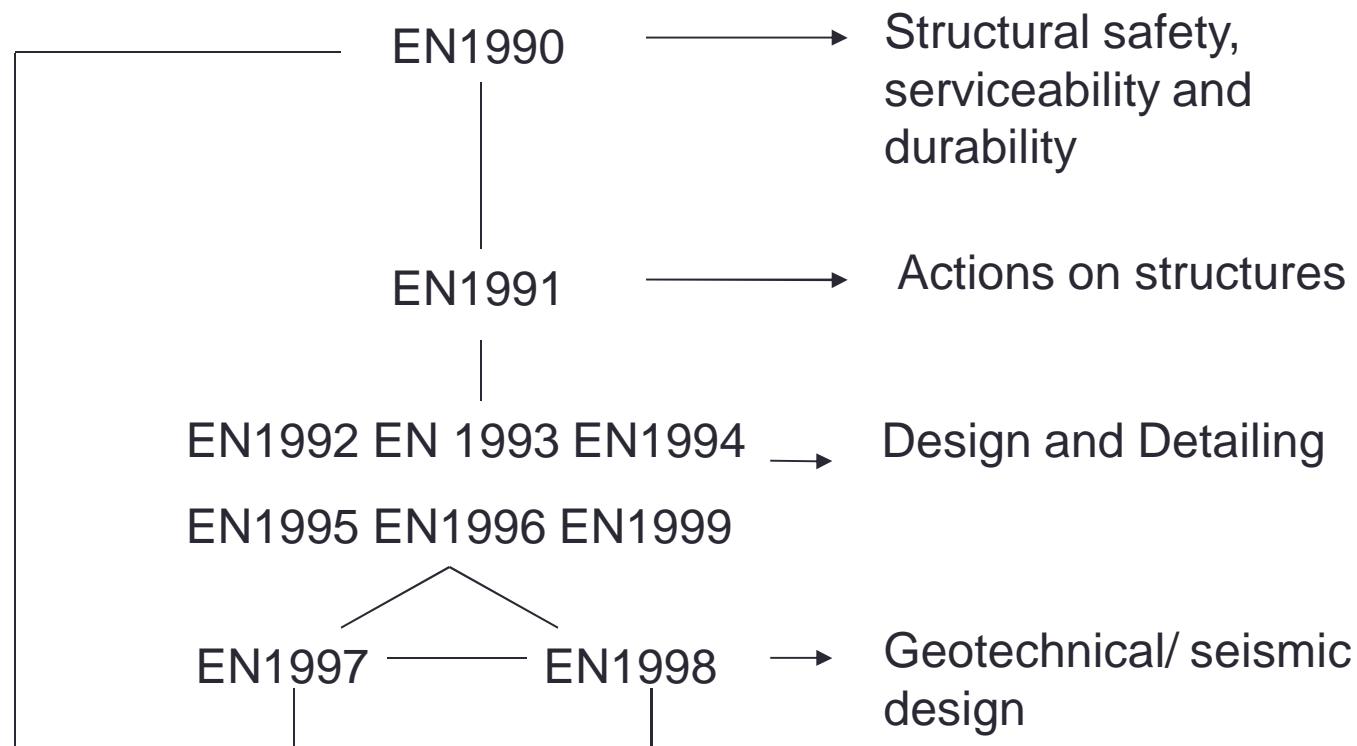 EN1990
Structural safety,
serviceability and
durability
EN1991
Actions on structures
EN1992 EN 1993 EN1994
Design and Detailing
EN1995 EN1996 EN1999
EN1997
EN1998
Geotechnical/ seismic
design